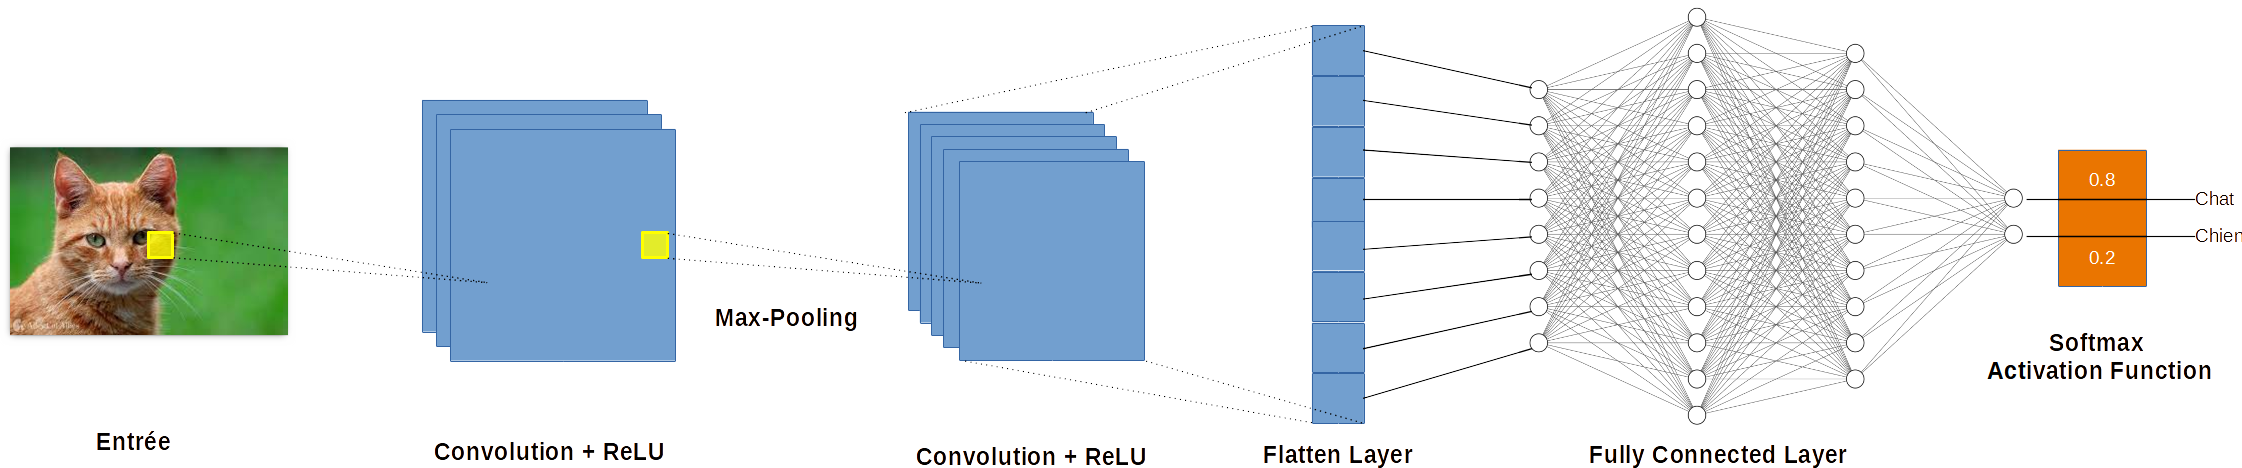 Entrée
Convolution + ReLU
Max-Pooling
Convolution + ReLU
Flatten Layer
Fully Connected Layer
0.8
0.2
Chat
Chien
Softmax
Activation Function